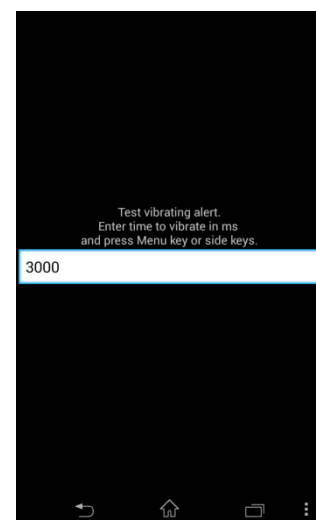 Test vibrating alert.
Enter time to vibrate in ms
and press Menu key or side keys.
3000